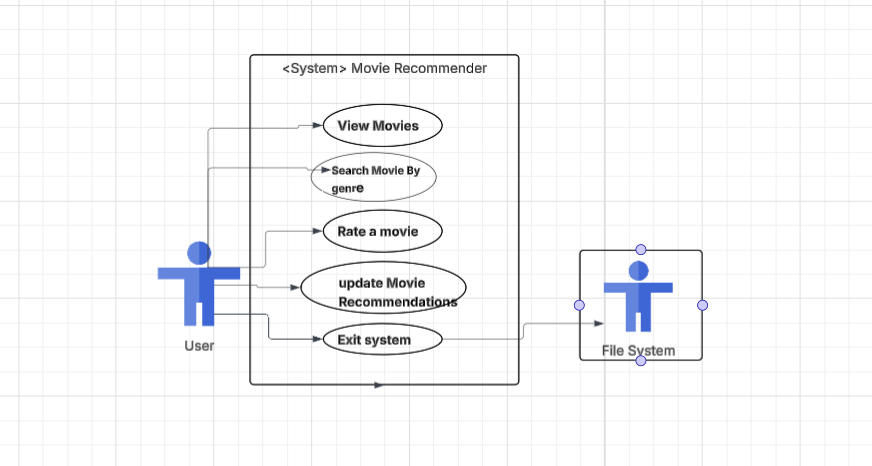 <System> Movie Recommender
View Movies
Search Movie By
genre
Rate a movie
update Movie
Recommendations
Exit system
User
File System